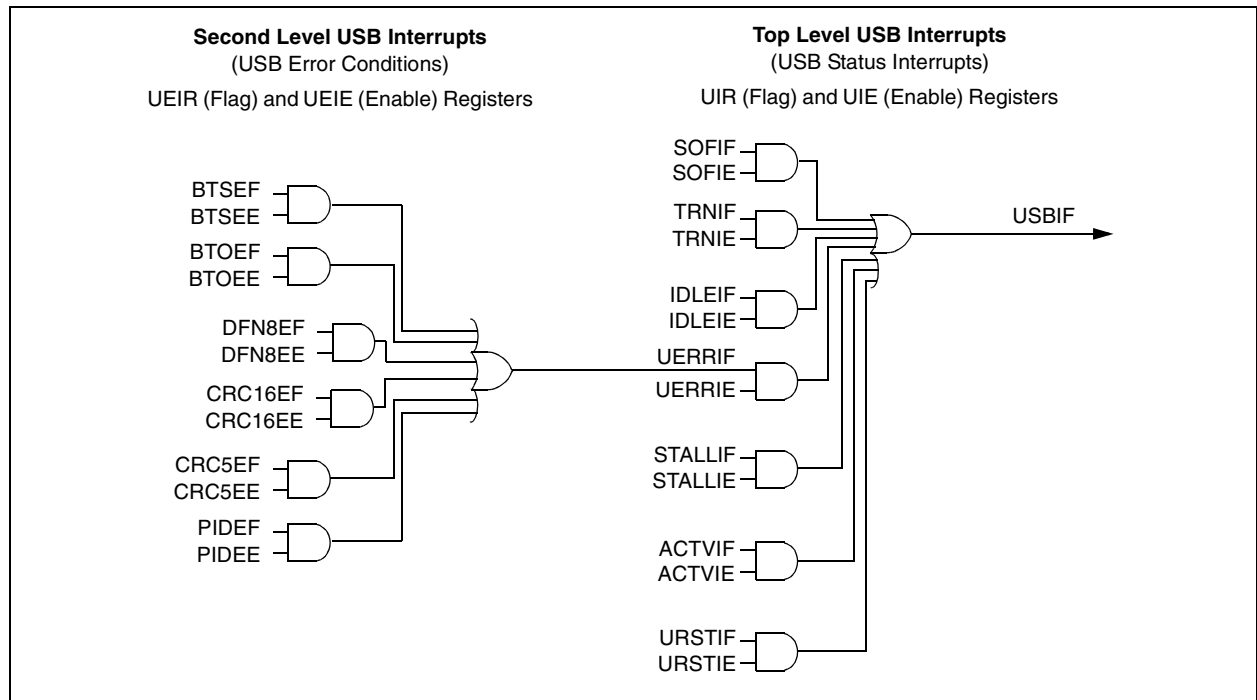 Second Level USB Interrupts
(USB Error Conditions)
UEIR (Flag) and UEIE (Enable) Registers
BTSEF
BTSEE
BTOEF
BTOEE
DFN8EF
DFN8EE
CRC16EF
CRC16EE
CRC5EF
CRC5EE
PIDEF
PIDEE
Top Level USB Interrupts
(USB Status Interrupts)
UIR (Flag) and UIE (Enable) Registers
SOFIF
SOFIE
TRNIF
TRNIE
IDLEIF
IDLEIE
UERRIF
UERRIE
STALLIF
STALLIE
ACTVIF
ACTVIE
URSTIF
URSTIE
USBIF